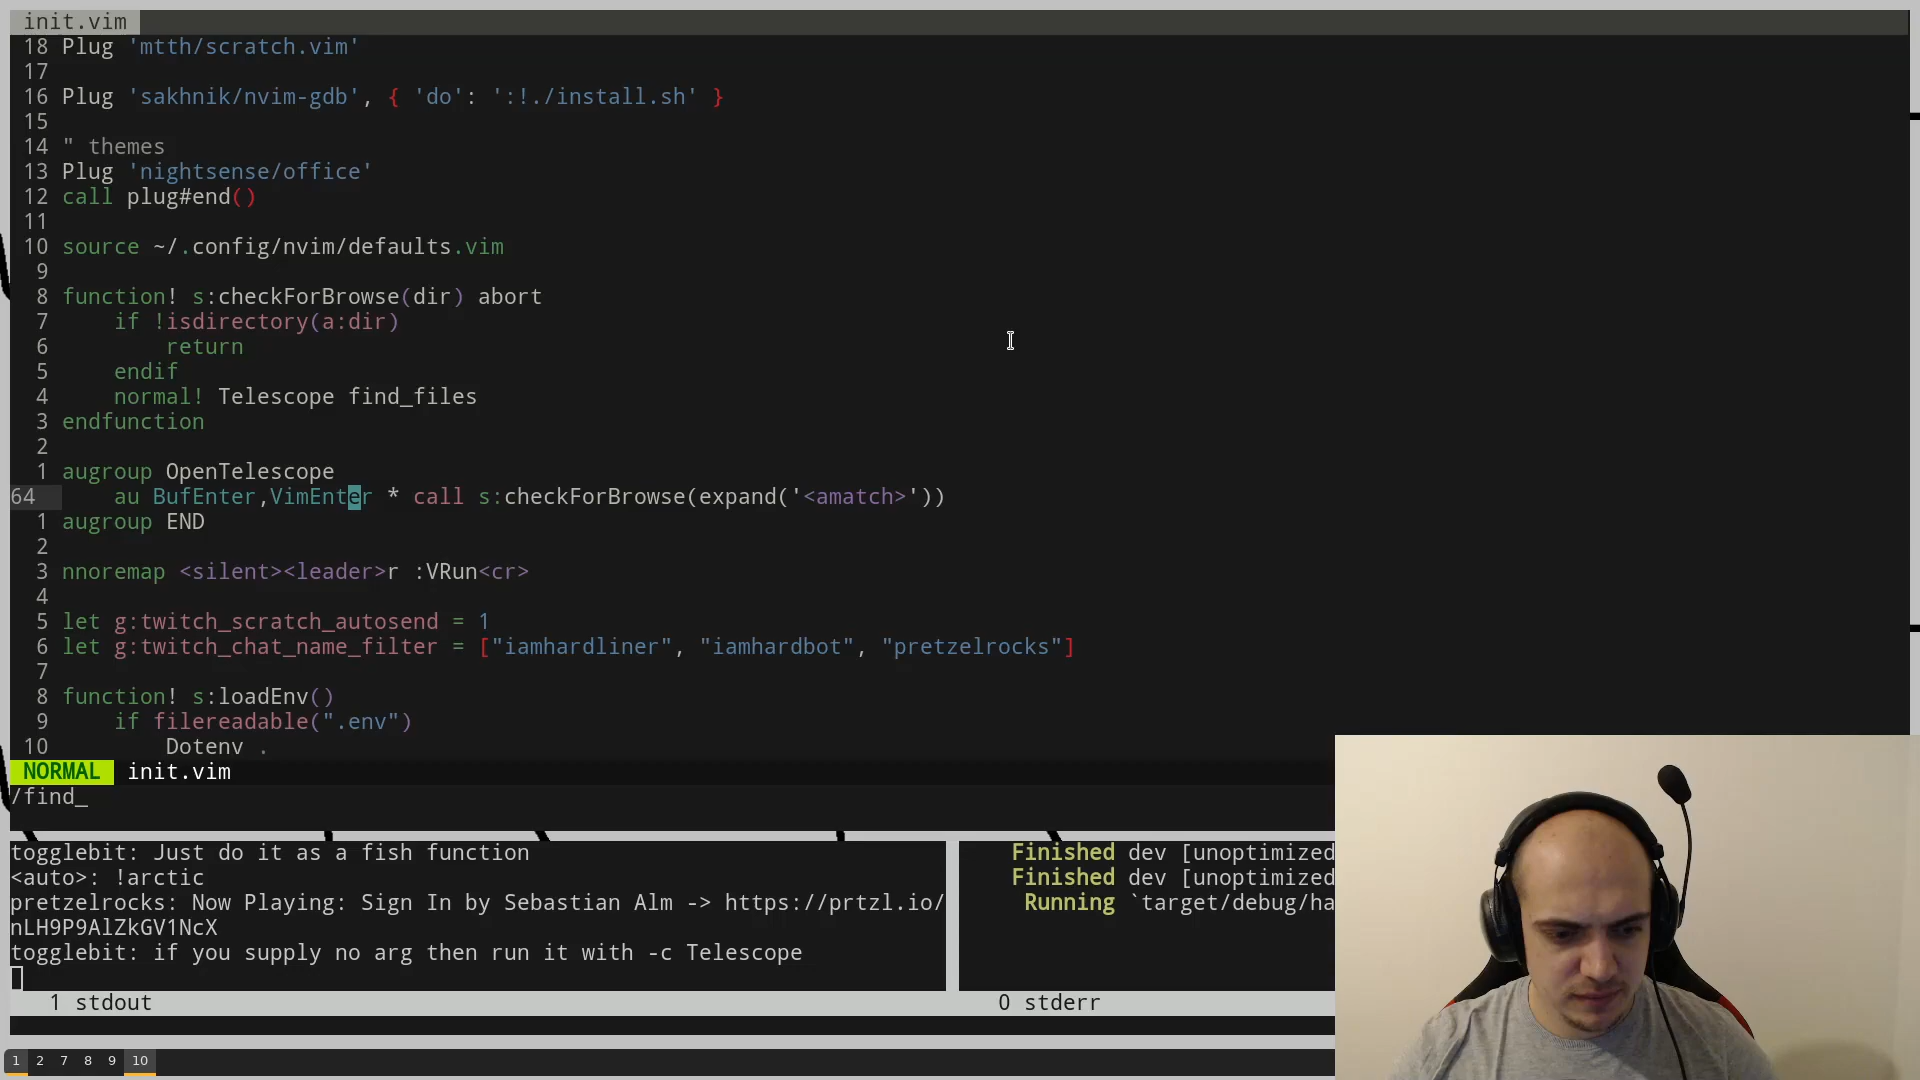 init.vim
18 Plug 'mtth/scratch.vim'
17
16 Plug 'sakhnik/nvim-gdb', { 'do': ':!./install.sh' }
15
14 " themes
13 Plug 'nightsense/office'
12 call plug#end()
11
10 source ~/.config/nvim/defaults.vim
9
8 function! s:checkForBrowse(dir) abort
7     if !isdirectory(a:dir)
6         return
5     endif
4     normal! Telescope find_files
3 endfunction
2
1 augroup OpenTelescope
64     au BufEnter,VimEnter * call s:checkForBrowse(expand('<amatch>'))
1 augroup END
2
3 nnoremap <silent><leader>r :VRun<cr>
4
5 let g:twitch_scratch_autosend = 1
6 let g:twitch_chat_name_filter = ["iamhardliner", "iamhardbot", "pretzelrocks"]
7
8 function! s:loadEnv()
9     if filereadable(".env")
10         Dotenv .
NORMAL init.vim
/find_
togglebit: Just do it as a fish function
<auto>: !arctic
pretzelrocks: Now Playing: Sign In by Sebastian Alm -> https://prtzl.io/
nLH9P9AlZkGV1NcX
togglebit: if you supply no arg then run it with -c Telescope
1 stdout
Finished dev [unoptimized
Finished dev [unoptimized
Running `target/debug/ha
0 stderr
1 2 7 8 9 10